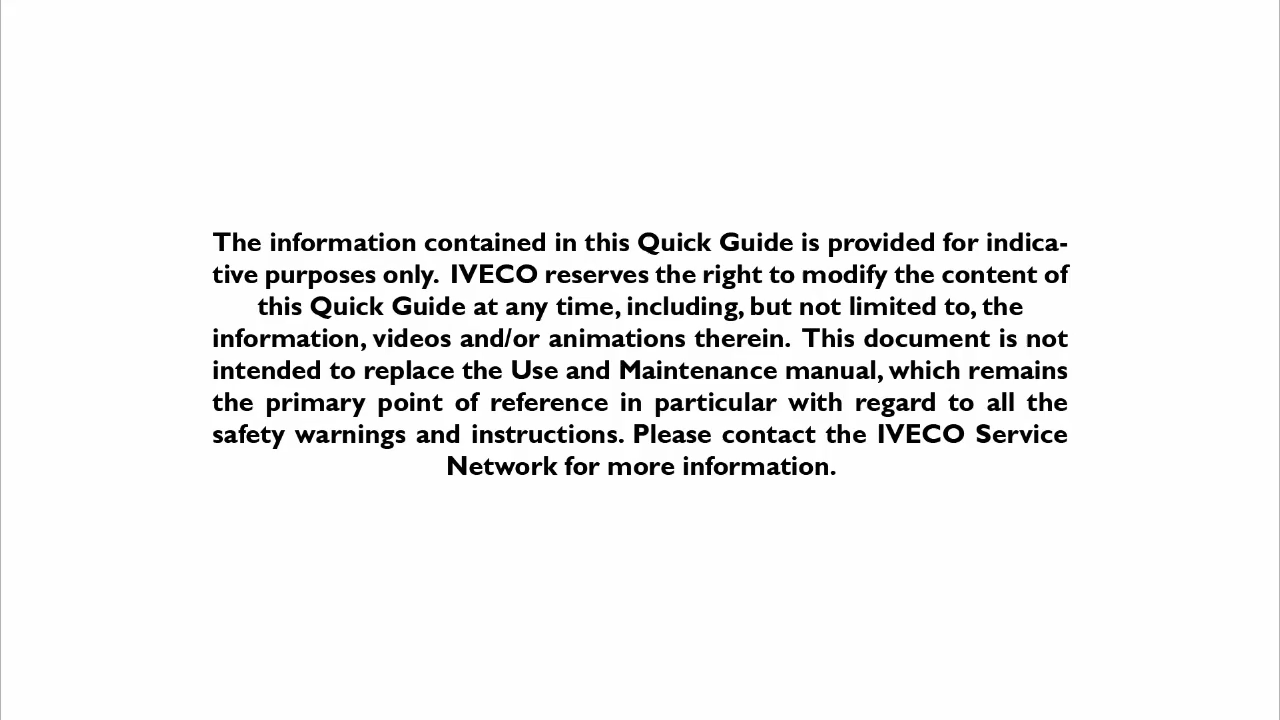 The information contained in this Quick Guide is provided for indica-
tive purposes only. IVECO reserves the right to modify the content of
this Quick Guide at any time, including, but not limited to, the
information, videos and/or animations therein. This document is not
intended to replace the Use and Maintenance manual, which remains
the primary point of reference in particular with regard to all the
safety warnings and instructions. Please contact the IVECO Service
Network for more information.